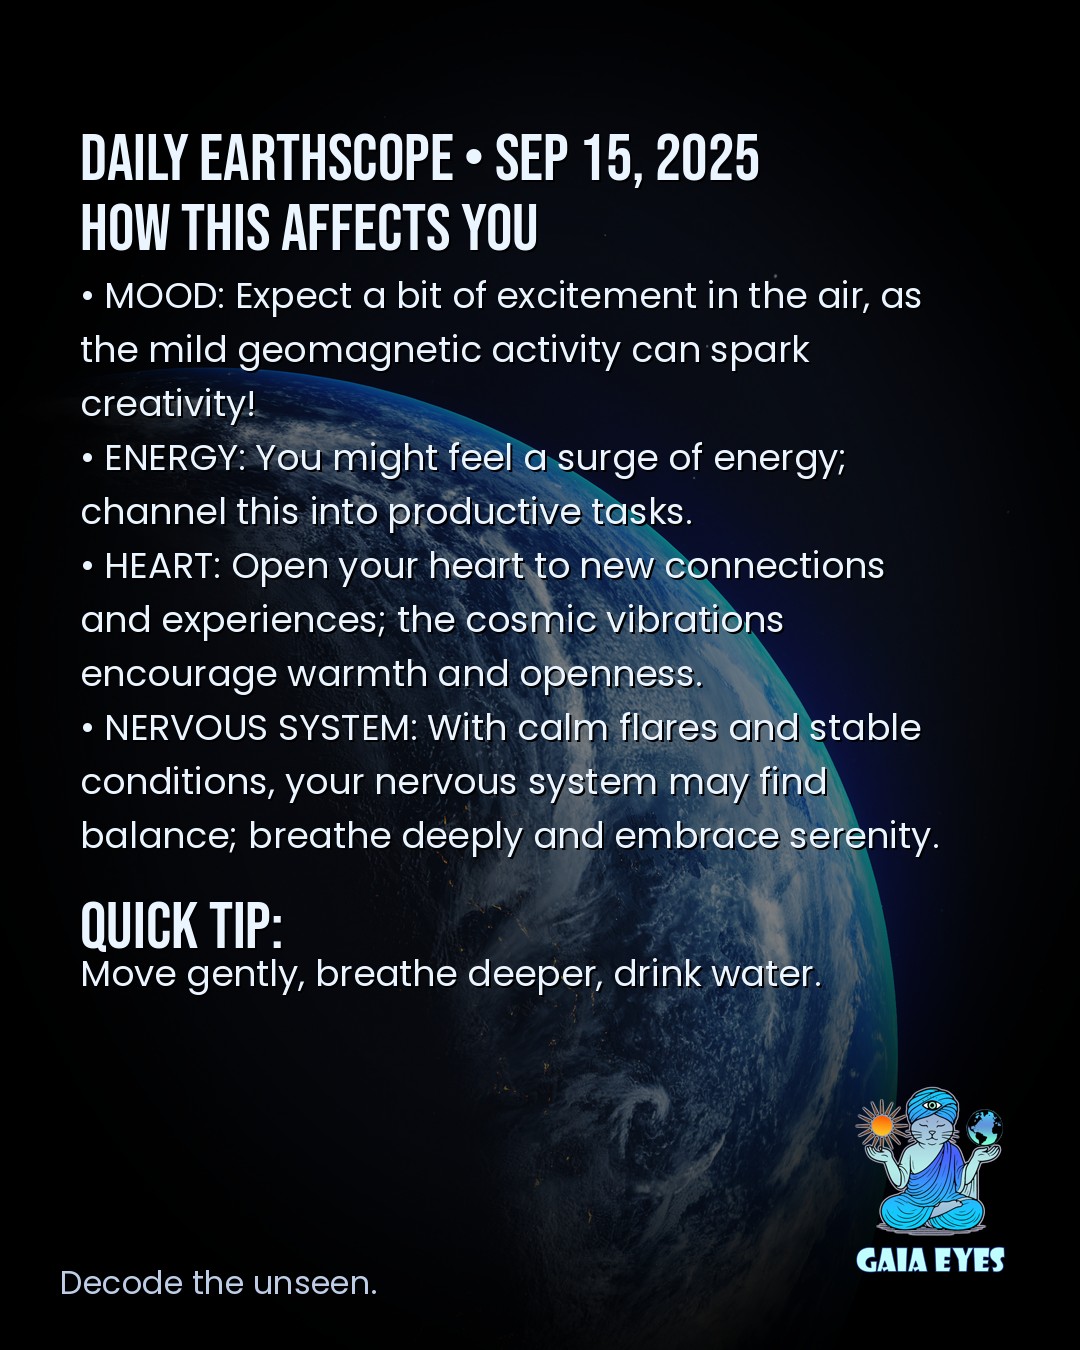 DAILY EARTHSCOPE • SEP 15, 2025
HOW THIS AFFECTS YOU
• MOOD: Expect a bit of excitement in the air, as
the mild geomagnetic activity can spark
creativity!
• ENERGY: You might feel a surge of energy;
channel this into productive tasks.
• HEART: Open your heart to new connections
and experiences; the cosmic vibrations
encourage warmth and openness.
• NERVOUS SYSTEM: With calm flares and stable
conditions, your nervous system may find
balance; breathe deeply and embrace serenity.
QUICK TIP:
Move gently, breathe deeper, drink water.
GAIA EYES
Decode the unseen.